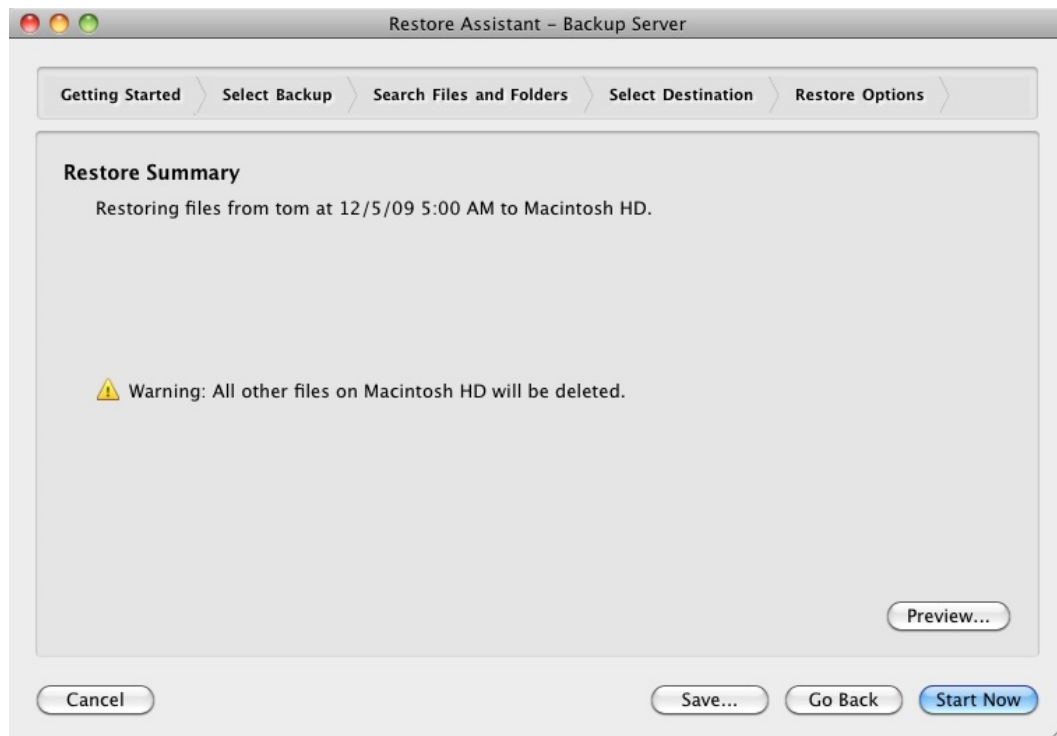 Restore Assistant – Backup Server
Getting Started Select Backup Search Files and Folders Select Destination Restore Options
Restore Summary
Restoring files from tom at 12/5/09 5:00 AM to Macintosh HD.
Warning: All other files on Macintosh HD will be deleted.
Preview...
Cancel Save... Go Back Start Now